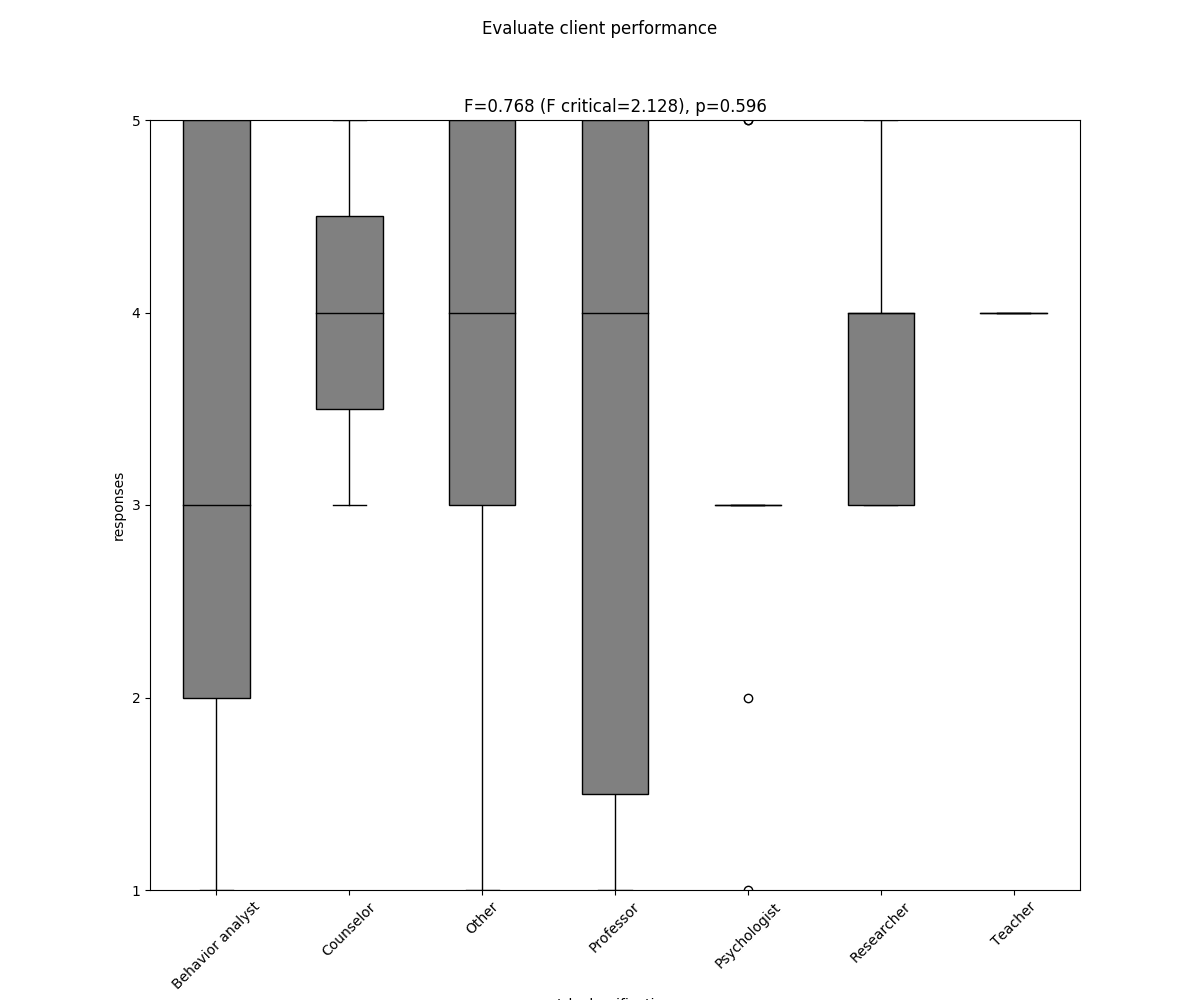 Evaluate client performance
F=0.768 (F critical=2.128), p=0.596
5
4
3
2
1
responses
Behavior analyst
Counselor
Other
Professor
Psychologist
Researcher
Teacher